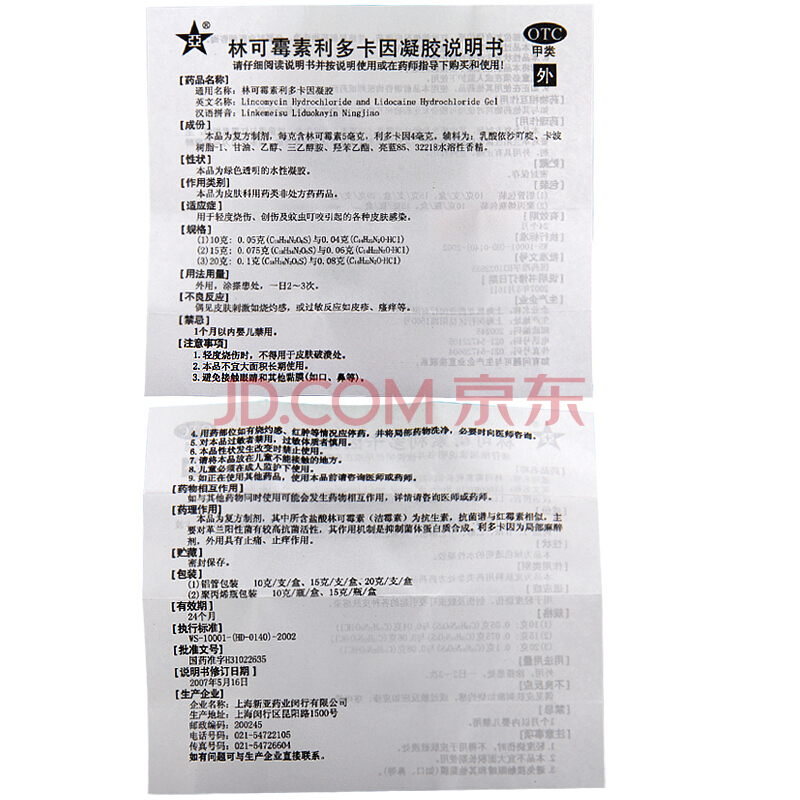 亞®
林可霉素利多卡因凝胶说明书
OTC
甲类
请仔细阅读说明书并按说明使用或在药师指导下购买和使用!
外
[药品名称]
通用名称:林可霉素利多卡因凝胶
英文名称:Lincomycin Hydrochloride and Lidocaine Hydrochloride Gel
汉语拼音:Linkemeisu Liduokayin Ningjiao
[成份]
本品为复方制剂,每克含林可霉素5毫克,利多卡因4毫克。辅料为:乳酸依沙吖啶、卡波
树脂-1、甘油、乙醇、三乙醇胺、羟苯乙酯、亮蓝85、32218水溶性香精。
[性状]
本品为绿色透明的水性凝胶。
[作用类别]
本品为皮肤科用药类非处方药药品。
[适应症]
用于轻度烧伤、创伤及蚊虫叮咬引起的各种皮肤感染。
[规格]
(1)10克:0.05克(C₁₈H₃₄N₂O₆S)与0.04克(C₁₄H₂₂N₂O·HCl)
(2)15克:0.075克(C₁₈H₃₄N₂O₆S)与0.06克(C₁₄H₂₂N₂O·HCl)
(3)20克:0.1克(C₁₈H₃₄N₂O₆S)与0.08克(C₁₄H₂₂N₂O·HCl)
[用法用量]
外用,涂搽患处,一日2~3次。
[不良反应]
偶见皮肤刺激如烧灼感,或过敏反应如皮疹、瘙痒等。
[禁忌]
1个月以内婴儿禁用。
[注意事项]
1.轻度烧伤时,不得用于皮肤破溃处。
2.本品不宜大面积长期使用。
3.避免接触眼睛和其他黏膜(如口、鼻等)。
JD.COM 京东
4.用药部位如有烧灼感、红肿等情况应停药,并将局部药物洗净,必要时向医师咨询。
5.对本品过敏者禁用,过敏体质者慎用。
6.本品性状发生改变时禁止使用。
7.请将本品放在儿童不能接触的地方。
8.儿童必须在成人监护下使用。
9.如正在使用其他药品,使用本品前请咨询医师或药师。
[药物相互作用]
如与其他药物同时使用可能会发生药物相互作用,详情请咨询医师或药师。
[药理作用]
本品为复方制剂,其中所含盐酸林可霉素(洁霉素)为抗生素,抗菌谱与红霉素相似,主
要对革兰阳性菌有较高抗菌活性,其作用机制是抑制菌体蛋白质合成。利多卡因为局部麻醉
剂,外用具有止痛、止痒作用。
[贮藏]
密封保存。
[包装]
(1)铝管包装 10克/支/盒、15克/支/盒、20克/支/盒
(2)聚丙烯瓶包装 10克/瓶/盒、15克/瓶/盒
[有效期]
24个月
[执行标准]
WS-10001-(HD-0140)-2002
[批准文号]
国药准字H31022635
[说明书修订日期]
2007年5月16日
[生产企业]
企业名称:上海新亚药业闵行有限公司
生产地址:上海闵行区昆阳路1500号
邮政编码:200245
电话号码:021-54722105
传真号码:021-54726604
如有问题可与生产企业直接联系。